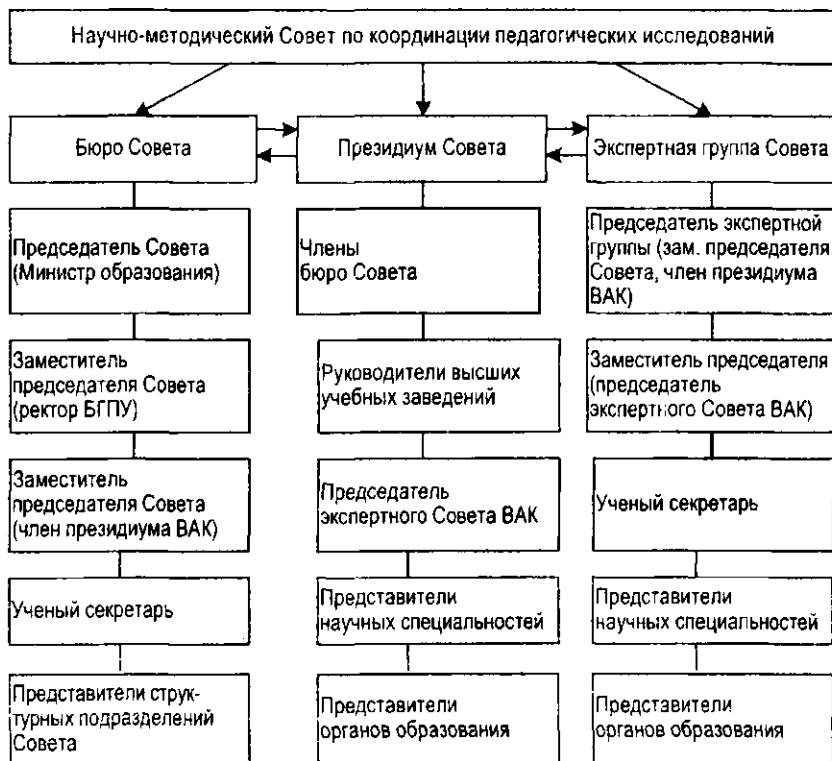 Научно-методический Совет по координации педагогических исследований
Бюро Совета
Президиум Совета
Экспертная группа Совета
Председатель Совета
(Министр образования)
Члены
бюро Совета
Председатель экспертной
группы (зам. председателя
Совета, член президиума
ВАК)
Заместитель
председателя Совета
(ректор БГПУ)
Руководители высших
учебных заведений
Заместитель председателя
(председатель
экспертного Совета ВАК)
Заместитель
председателя Совета
(член президиума ВАК)
Председатель
экспертного Совета ВАК
Ученый секретарь
Ученый секретарь
Представители
научных специальностей
Представители
научных специальностей
Представители струк-
турных подразделений
Совета
Представители
органов образования
Представители
органов образования